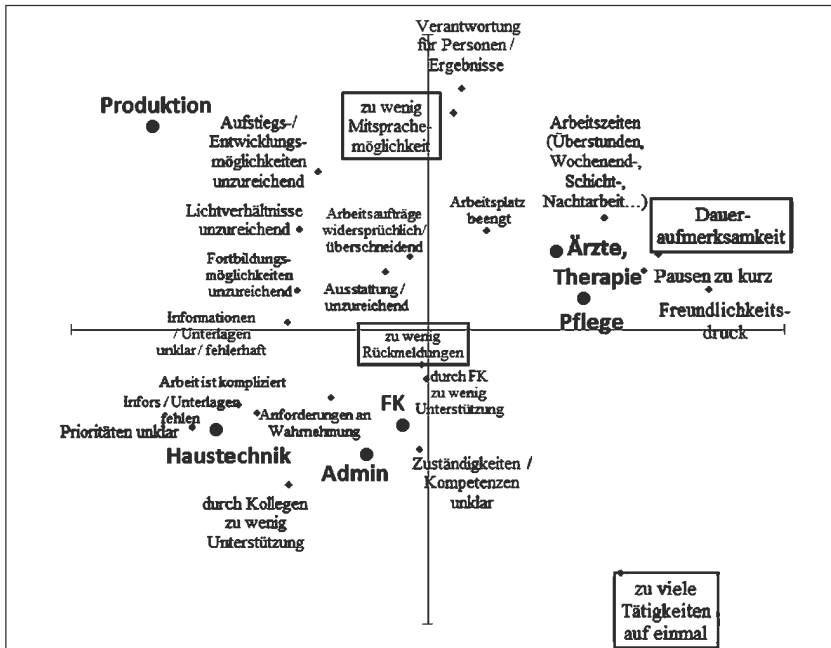 Verantwortung
für Personen /
Ergebnisse
Produktion
zu wenig
Mitsprache-
möglichkeit
Aufstiegs-/
Entwicklungs-
möglichkeiten
unzureichend
Arbeitszeiten
(Überstunden,
Wochenend-,
Schicht-,
Nachtarbeit...)
Lichtverhältnisse
unzureichend
Arbeitsaufträge
widersprüchlich/
überschneidend
Arbeitsplatz
beengt
Dauer-
aufmerksamkeit
Fortbildungs-
möglichkeiten
unzureichend
Ausstattung /
unzureichend
Ärzte,
Therapie
Pflege
Pausen zu kurz
Freundlichkeits-
druck
Informationen
/ Unterlagen
unklar / fehlerhaft
zu wenig
Rückmeldungen
Arbeit ist kompliziert
Infors / Unterlagen
fehlen
Prioritäten unklar
Anforderungen an
Wahrnehmung
FK
durch FK
zu wenig
Unterstützung
Haustechnik
Admin
Zuständigkeiten /
Kompetenzen
unklar
durch Kollegen
zu wenig
Unterstützung
zu viele
Tätigkeiten
auf einmal